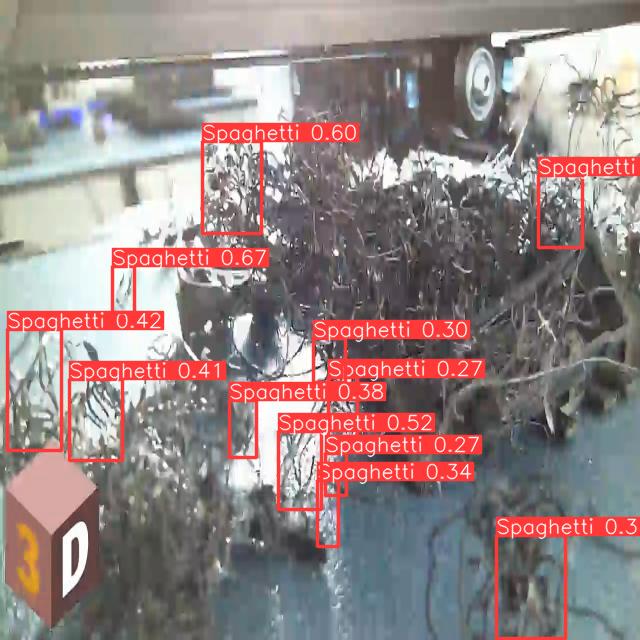 Spaghetti 0.60
Spaghetti
Spaghetti 0.67
Spaghetti 0.42
Spaghetti 0.30
Spaghetti 0.41
Spaghetti 0.27
Spaghetti 0.38
Spaghetti 0.52
Spaghetti 0.27
Spaghetti 0.34
3D
Spaghetti 0.3